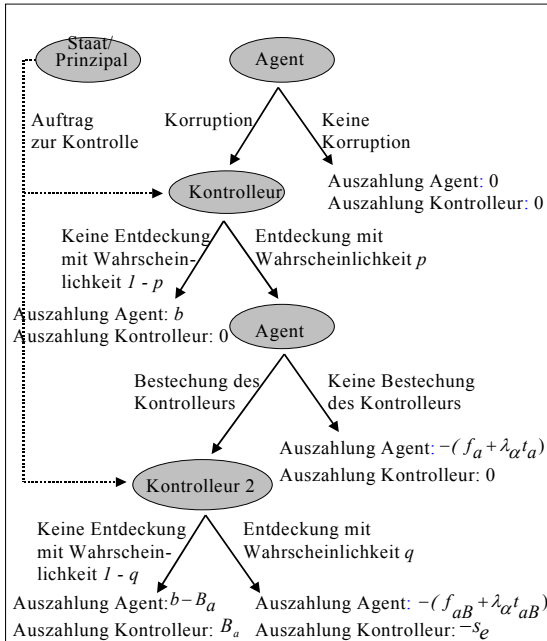 Staat/
Prinzipal
Agent
Auftrag
zur Kontrolle
Korruption
Keine
Korruption
Kontrolleur
Auszahlung Agent: 0
Auszahlung Kontrolleur: 0
Keine Entdeckung
mit Wahrschein-
lichkeit 1 - p
Entdeckung mit
Wahrscheinlichkeit p
Auszahlung Agent: b
Auszahlung Kontrolleur: 0
Agent
Bestechung des
Kontrolleurs
Keine Bestechung
des Kontrolleurs
Auszahlung Agent: −(f_a + λ_α t_a)
Auszahlung Kontrolleur: 0
Kontrolleur 2
Keine Entdeckung
mit Wahrschein-
lichkeit 1 - q
Entdeckung mit
Wahrscheinlichkeit q
Auszahlung Agent: b − B_a
Auszahlung Kontrolleur: B_a
Auszahlung Agent: −(f_aB + λ_α t_aB)
Auszahlung Kontrolleur: −s_e